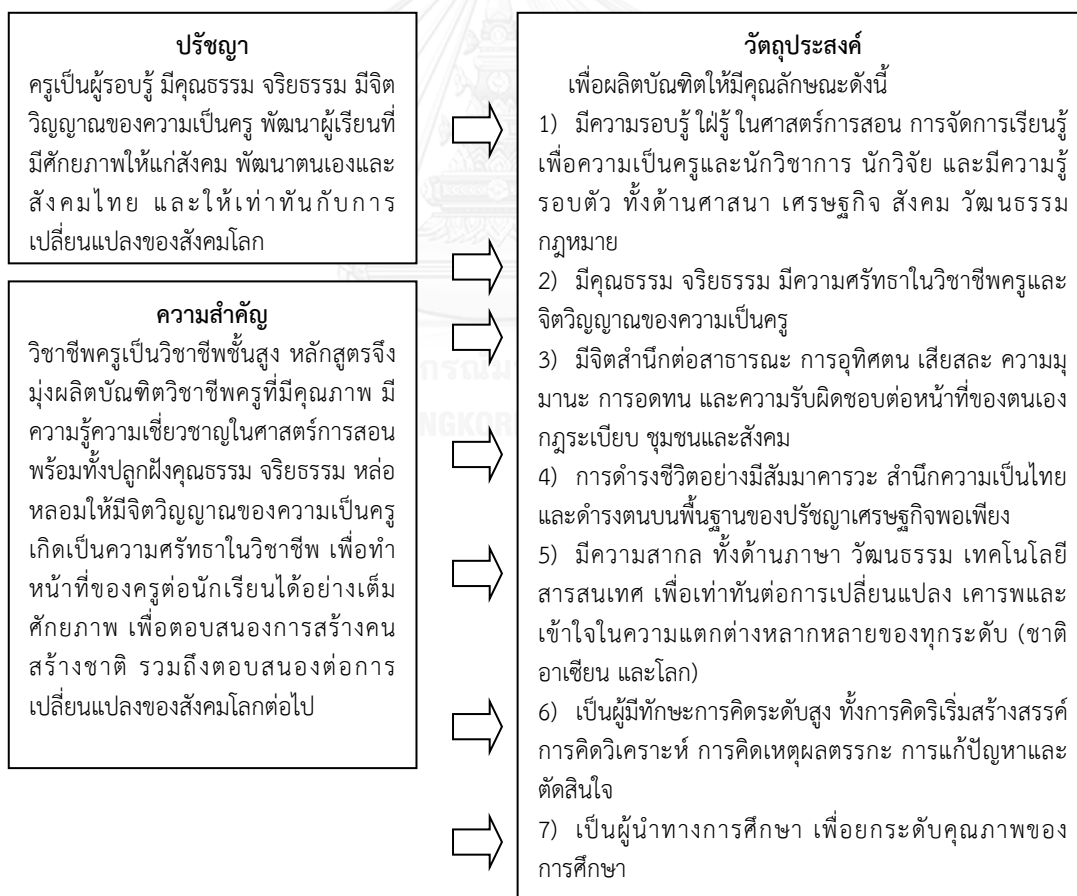 ปรัชญา
ครูเป็นผู้รอบรู้ มีคุณธรรม จริยธรรม มีจิต
วิญญาณของความเป็นครู พัฒนาผู้เรียนที่
มีศักยภาพให้แก่สังคม พัฒนาตนเองและ
สังคมไทย และให้เท่าทันกับการ
เปลี่ยนแปลงของสังคมโลก
ความสำคัญ
วิชาชีพครูเป็นวิชาชีพชั้นสูง หลักสูตรจึง
มุ่งผลิตบัณฑิตวิชาชีพครูที่มีคุณภาพ มี
ความรู้ความเชี่ยวชาญในศาสตร์การสอน
พร้อมทั้งปลูกฝังคุณธรรม จริยธรรม หล่อ
หลอมให้มีจิตวิญญาณของความเป็นครู
เกิดเป็นความศรัทธาในวิชาชีพ เพื่อทำ
หน้าที่ของครูต่อนักเรียนได้อย่างเต็ม
ศักยภาพ เพื่อตอบสนองการสร้างคน
สร้างชาติ รวมถึงตอบสนองต่อการ
เปลี่ยนแปลงของสังคมโลกต่อไป
วัตถุประสงค์
เพื่อผลิตบัณฑิตให้มีคุณลักษณะดังนี้
1) มีความรอบรู้ ใฝ่รู้ ในศาสตร์การสอน การจัดการเรียนรู้
เพื่อความเป็นครูและนักวิชาการ นักวิจัย และมีความรู้
รอบตัว ทั้งด้านศาสนา เศรษฐกิจ สังคม วัฒนธรรม
กฎหมาย
2) มีคุณธรรม จริยธรรม มีความศรัทธาในวิชาชีพครูและ
จิตวิญญาณของความเป็นครู
3) มีจิตสำนึกต่อสาธารณะ การอุทิศตน เสียสละ ความมุ
มานะ การอดทน และความรับผิดชอบต่อหน้าที่ของตนเอง
กฎระเบียบ ชุมชนและสังคม
4) การดำรงชีวิตอย่างมีสัมมาคารวะ สำนึกความเป็นไทย
และดำรงตนบนพื้นฐานของปรัชญาเศรษฐกิจพอเพียง
5) มีความสากล ทั้งด้านภาษา วัฒนธรรม เทคโนโลยี
สารสนเทศ เพื่อเท่าทันต่อการเปลี่ยนแปลง เคารพและ
เข้าใจในความแตกต่างหลากหลายของทุกระดับ (ชาติ
อาเซียน และโลก)
6) เป็นผู้มีทักษะการคิดระดับสูง ทั้งการคิดริเริ่มสร้างสรรค์
การคิดวิเคราะห์ การคิดเหตุผลตรรกะ การแก้ปัญหาและ
ตัดสินใจ
7) เป็นผู้นำทางการศึกษา เพื่อยกระดับคุณภาพของ
การศึกษา